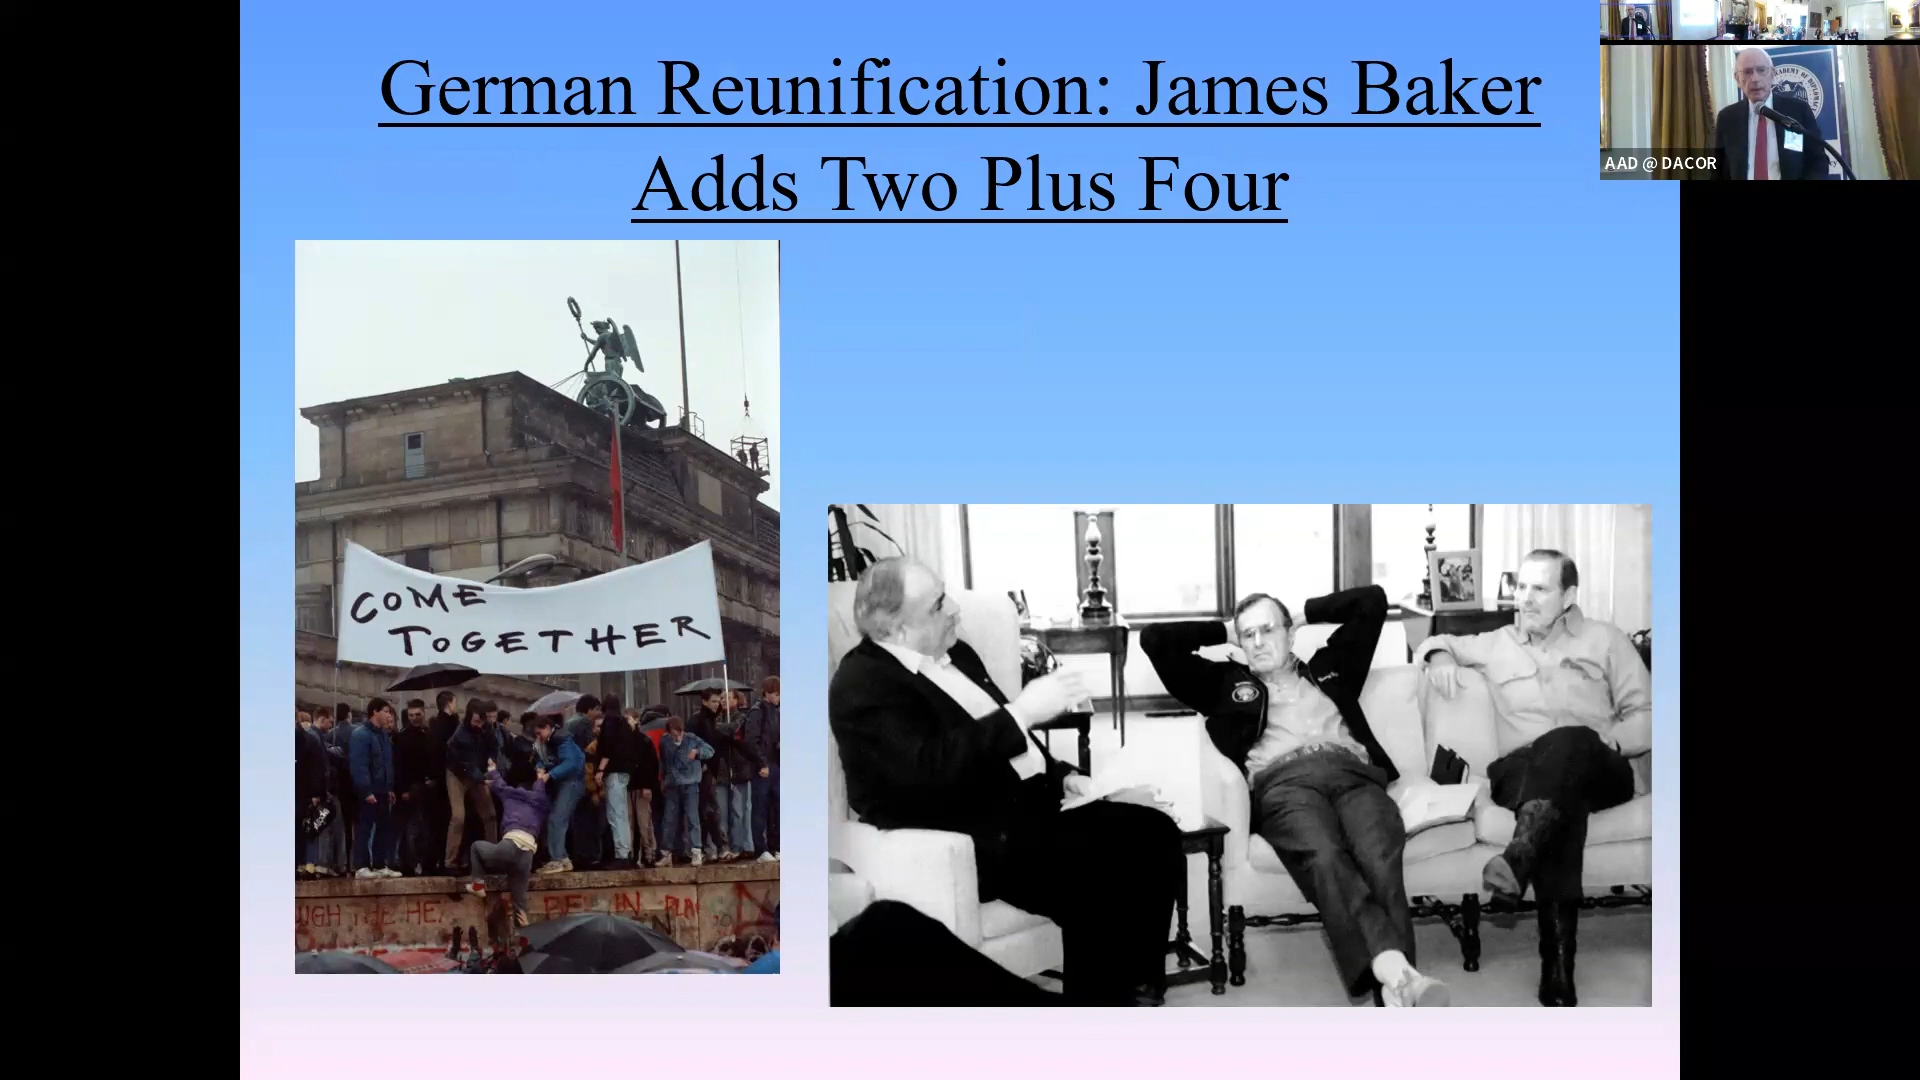 German Reunification: James Baker
Adds Two Plus Four
AAD @ DACOR
COME
TOGETHER